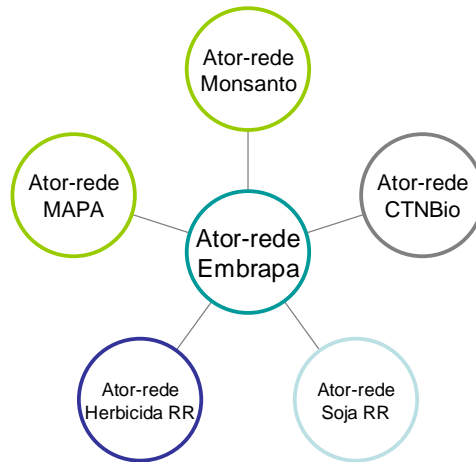 Ator-rede
Monsanto
Ator-rede
MAPA
Ator-rede
CTNBio
Ator-rede
Embrapa
Ator-rede
Herbicida RR
Ator-rede
Soja RR